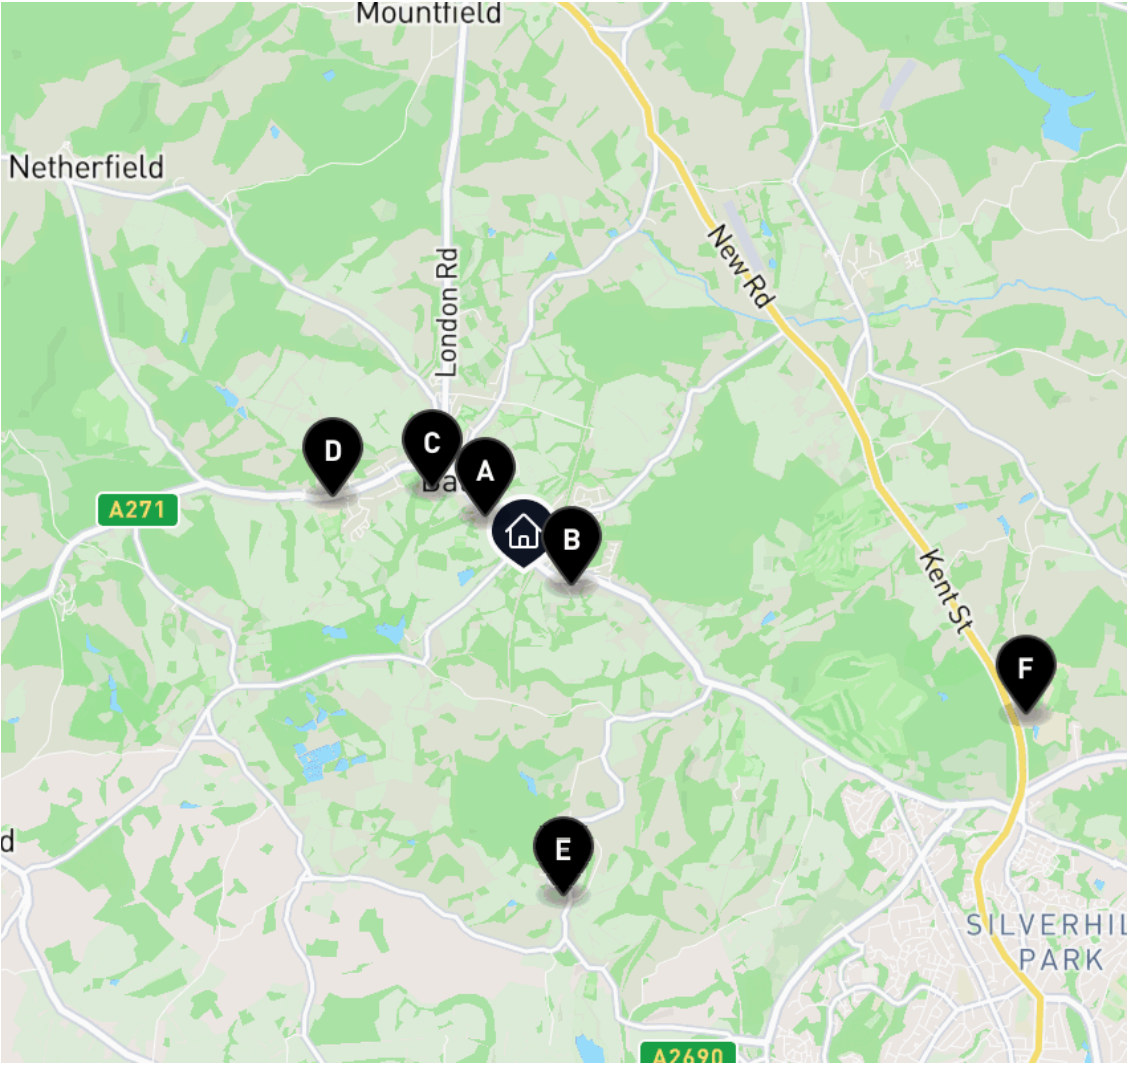 Mountfield
Netherfield
London Rd
New Rd
D
C
A
A271
B
Kent St
F
E
SILVERHIL
PARK
A2690